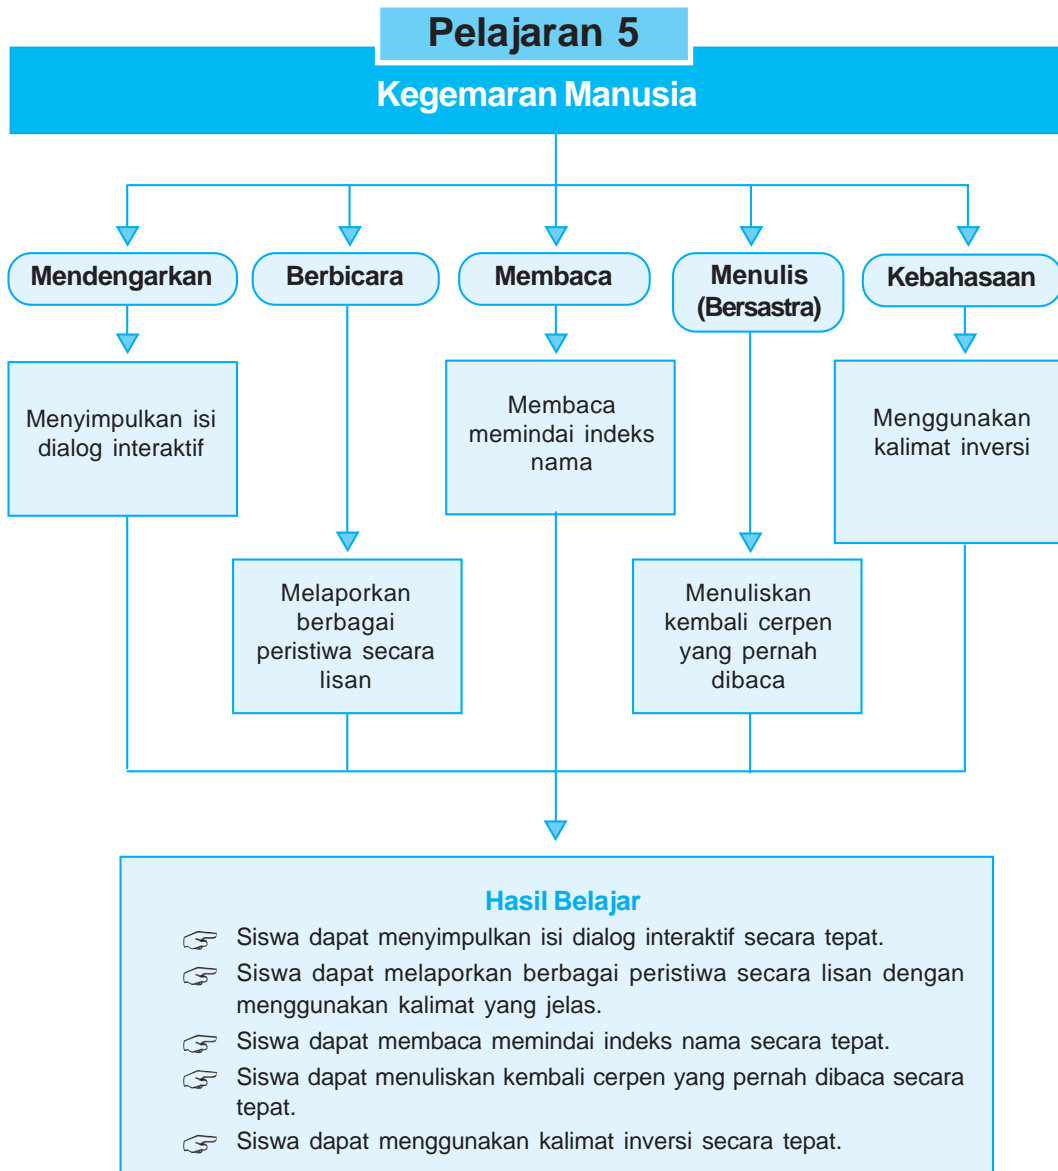 Pelajaran 5
Kegemaran Manusia
Mendengarkan
Berbicara
Membaca
Menulis
(Bersastra)
Kebahasaan
Menyimpulkan isi
dialog interaktif
Membaca
memindai indeks
nama
Menggunakan
kalimat inversi
Melaporkan
berbagai
peristiwa secara
lisan
Menuliskan
kembali cerpen
yang pernah
dibaca
Hasil Belajar
Siswa dapat menyimpulkan isi dialog interaktif secara tepat.
Siswa dapat melaporkan berbagai peristiwa secara lisan dengan
menggunakan kalimat yang jelas.
Siswa dapat membaca memindai indeks nama secara tepat.
Siswa dapat menuliskan kembali cerpen yang pernah dibaca secara
tepat.
Siswa dapat menggunakan kalimat inversi secara tepat.